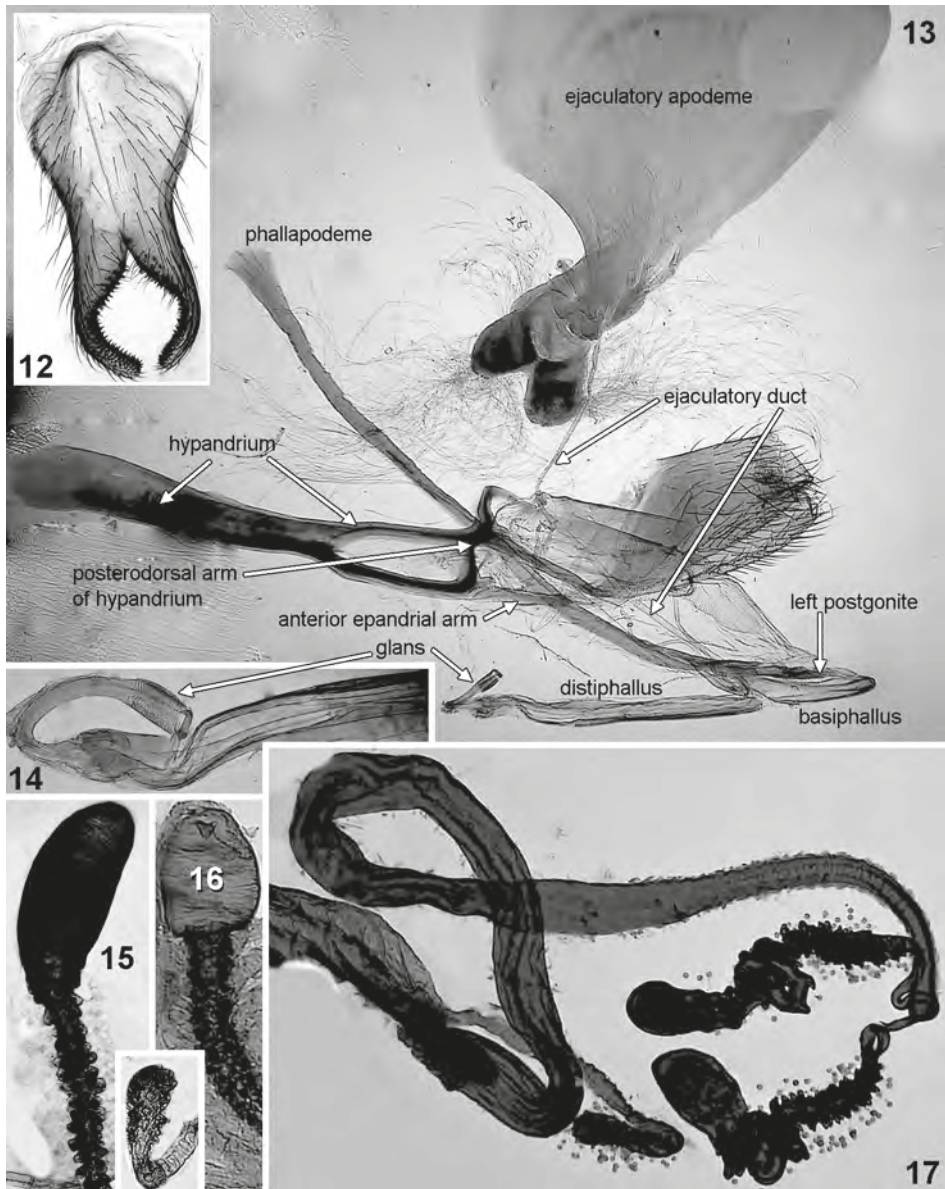 13
ejaculatory apodeme
phallapodeme
12
ejaculatory duct
hypandrium
posterodorsal arm
of hypandrium
left postgonite
anterior epandrial arm
glans
distiphallus
basiphallus
14
16
15
17